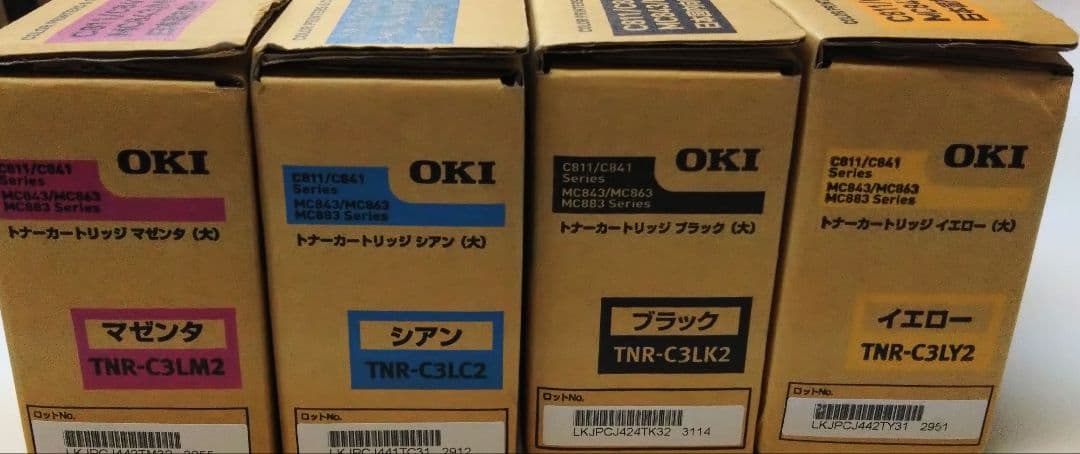 OKI
C811/C841
Series
MC843/MC863
MC883 Series
トナーカートリッジ マゼンタ（大）
マゼンタ
TNR-C3LM2
ロットNo.
OKI
C811/C841
Series
MC843/MC863
MC883 Series
トナーカートリッジ シアン（大）
シアン
TNR-C3LC2
ロットNo.
LKJPCJ441TC31 2912
OKI
C811/C841
Series
MC843/MC863
MC883 Series
トナーカートリッジ ブラック（大）
ブラック
TNR-C3LK2
ロットNo.
LKJPCJ424TK32 3114
OKI
C811/C841
Series
MC843/MC863
MC883 Series
トナーカートリッジ イエロー（大）
イエロー
TNR-C3LY2
ロットNo.
LKJPCJ442TY31 2951